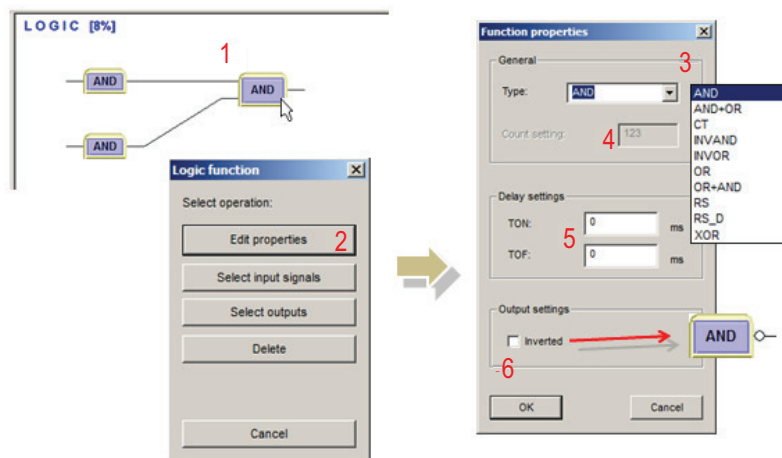 LOGIC [8%]
1
AND
AND
AND
Logic function
Select operation:
Edit properties
2
Select input signals
Select outputs
Delete
Cancel
Function properties
3
General
Type:
AND
Count setting:
4
123
AND
AND+OR
CT
INVAND
INVOR
OR
OR+AND
RS
RS_D
XOR
Delay settings
TON:
0
ms
5
TOF:
0
ms
Output settings
Inverted
AND
6
OK
Cancel